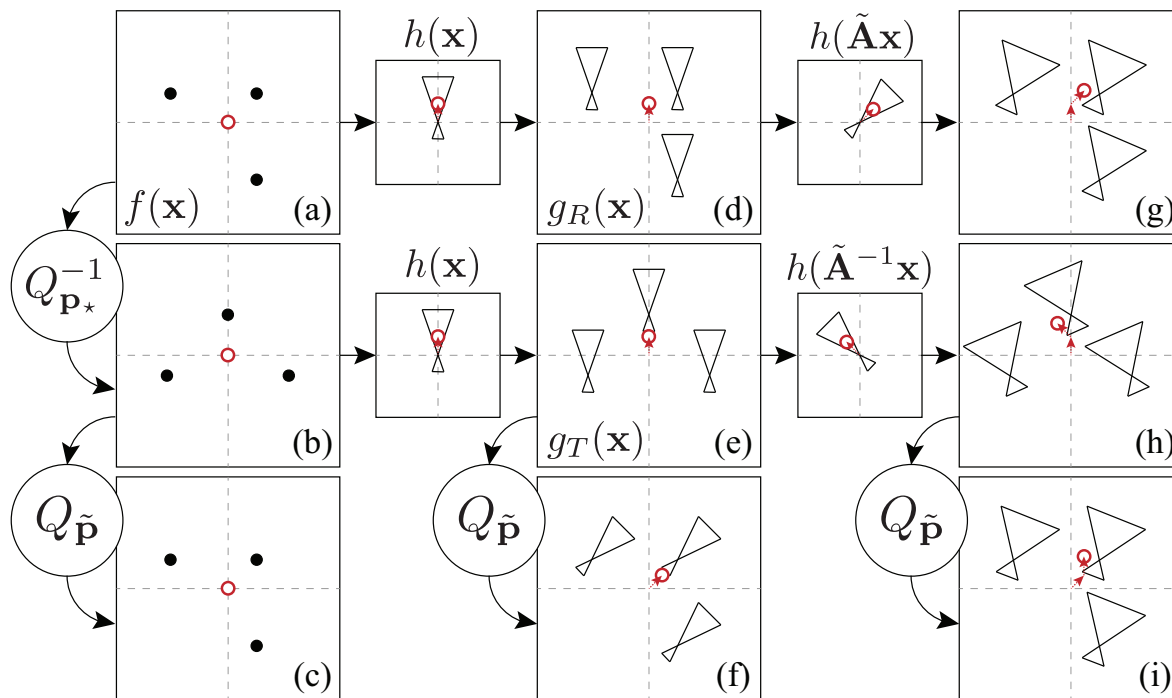 h(x)
h(Ãx)
f(x)
(a)
g_R(x)
(d)
(g)
Q_{p⋆}^{-1}
h(x)
h(Ã^{-1}x)
(b)
g_T(x)
(e)
(h)
Q_{p̃}
Q_{p̃}
Q_{p̃}
(c)
(f)
(i)